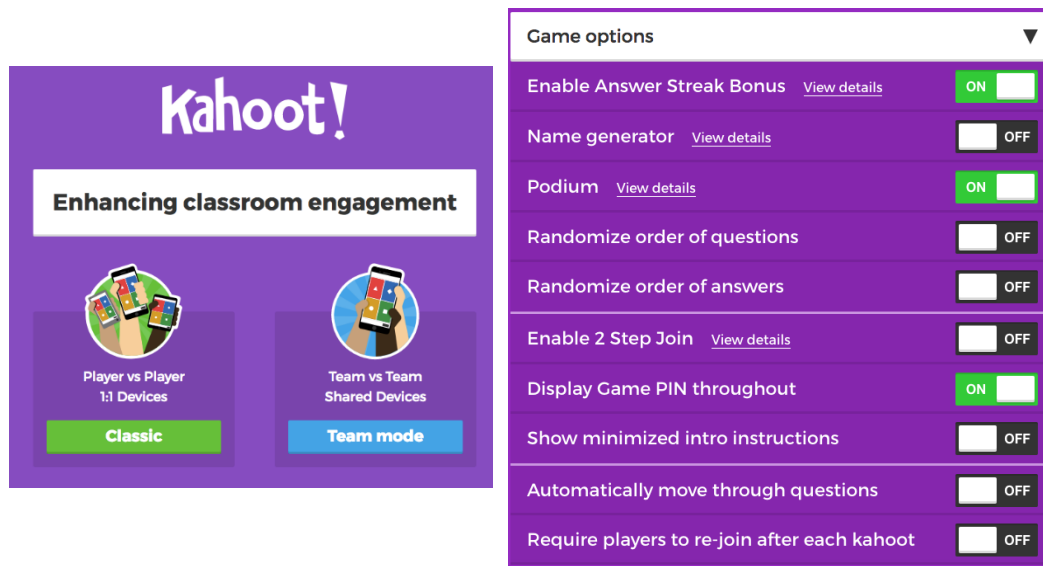 Kahoot!
Enhancing classroom engagement
Player vs Player
1:1 Devices
Classic
Team vs Team
Shared Devices
Team mode
Game options ▼
Enable Answer Streak Bonus View details ON
Name generator View details OFF
Podium View details ON
Randomize order of questions OFF
Randomize order of answers OFF
Enable 2 Step Join View details OFF
Display Game PIN throughout ON
Show minimized intro instructions OFF
Automatically move through questions OFF
Require players to re-join after each kahoot OFF